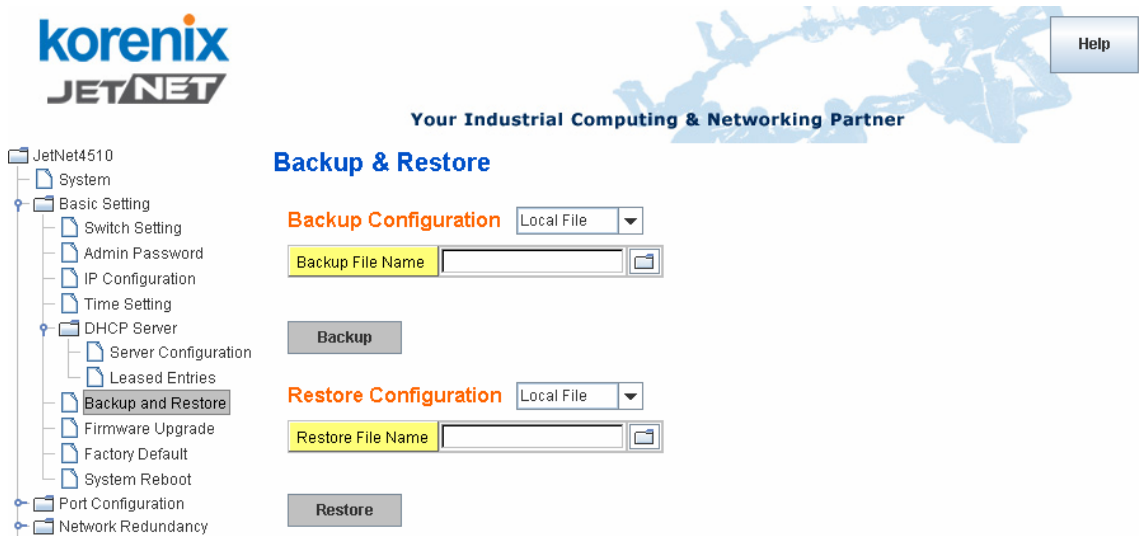 korenix
JETNET
Your Industrial Computing & Networking Partner
Help
JetNet4510
System
Basic Setting
Switch Setting
Admin Password
IP Configuration
Time Setting
DHCP Server
Server Configuration
Leased Entries
Backup and Restore
Firmware Upgrade
Factory Default
System Reboot
Port Configuration
Network Redundancy
Backup & Restore
Backup Configuration Local File
Backup File Name
Backup
Restore Configuration Local File
Restore File Name
Restore